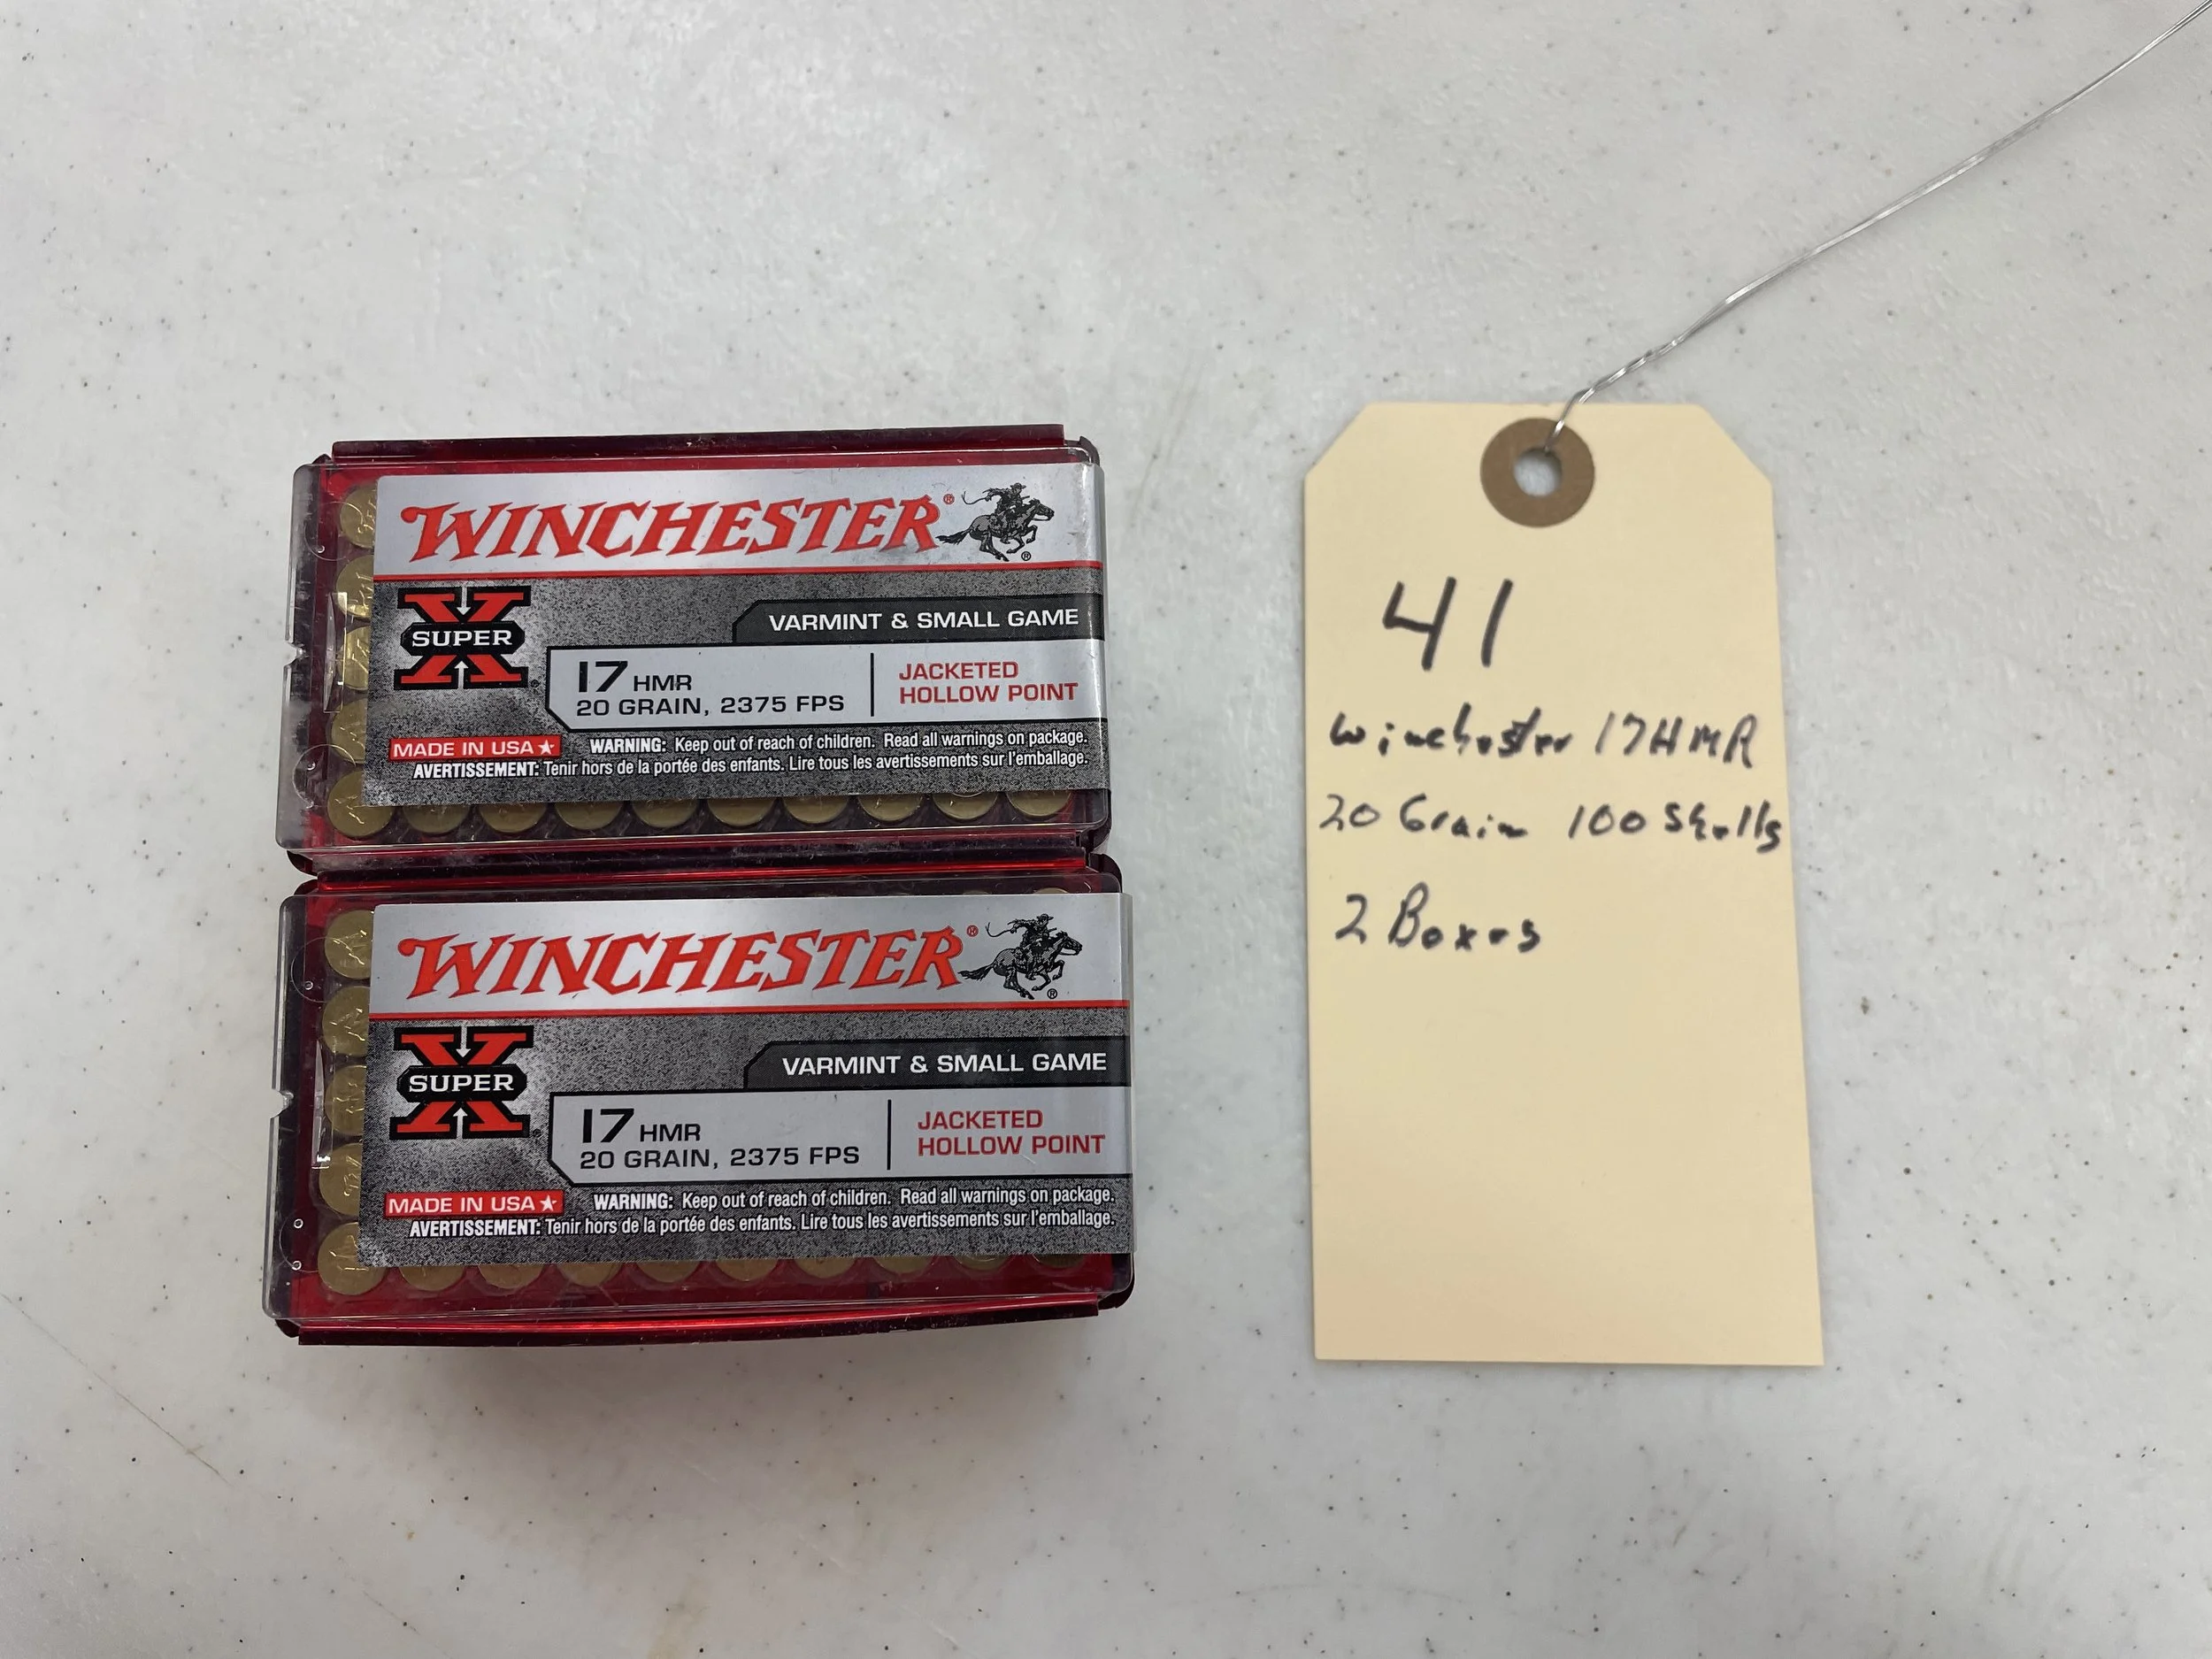 WINCHESTER®
SUPER X
VARMINT & SMALL GAME
17 HMR
20 GRAIN, 2375 FPS
JACKETED
HOLLOW POINT
MADE IN USA
WARNING: Keep out of reach of children. Read all warnings on package.
AVERTISSEMENT: Tenir hors de la portée des enfants. Lire tous les avertissements sur l'emballage.
WINCHESTER®
SUPER X
VARMINT & SMALL GAME
17 HMR
20 GRAIN, 2375 FPS
JACKETED
HOLLOW POINT
MADE IN USA
WARNING: Keep out of reach of children. Read all warnings on package.
AVERTISSEMENT: Tenir hors de la portée des enfants. Lire tous les avertissements sur l'emballage.
41
Winchester 17HMR
20 Grain 100 Shells
2 Boxes